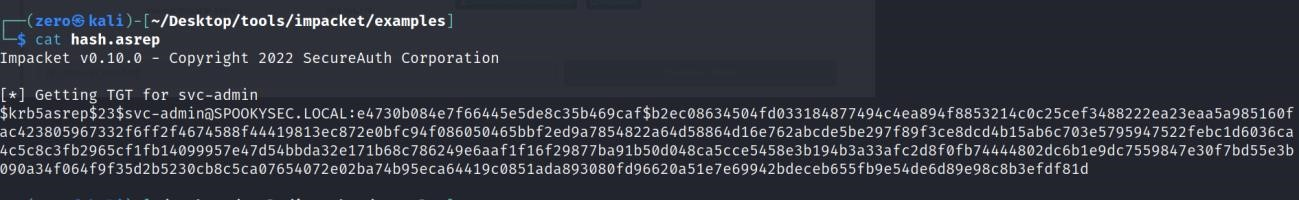 ┌──(zero㉿kali)-[~/Desktop/tools/impacket/examples]
└─$ cat hash.asrep
Impacket v0.10.0 - Copyright 2022 SecureAuth Corporation
[*] Getting TGT for svc-admin
$krb5asrep$23$svc-admin@SPOOKYSEC.LOCAL:e4730b084e7f66445e5de8c35b469caf$b2ec08634504fd033184877494c4ea894f8853214c0c25cef3488222ea23eaa5a985160f
ac423805967332f6ff2f4674588f44419813ec872e0bfc94f086050465bbf2ed9a7854822a64d58864d16e762abcde5be297f89f3ce8dcd4b15ab6c703e5795947522febc1d6036ca
4c5c8c3fb2965cf1fb14099957e47d54bbda32e171b68c786249e6aaf1f16f29877ba91b50d048ca5cce5458e3b194b3a33afc2d8f0fb74444802dc6b1e9dc7559847e30f7bd55e3b
090a34f064f9f35d2b5230cb8c5ca07654072e02ba74b95eca64419c0851ada893080fd96620a51e7e69942bdeceb655fb9e54de6d89e98c8b3efdf81d